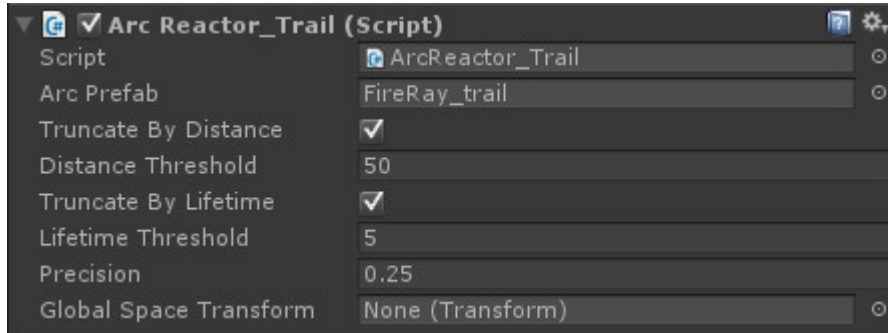 Arc Reactor_Trail (Script)
Script ArcReactor_Trail
Arc Prefab FireRay_trail
Truncate By Distance
Distance Threshold 50
Truncate By Lifetime
Lifetime Threshold 5
Precision 0.25
Global Space Transform None (Transform)